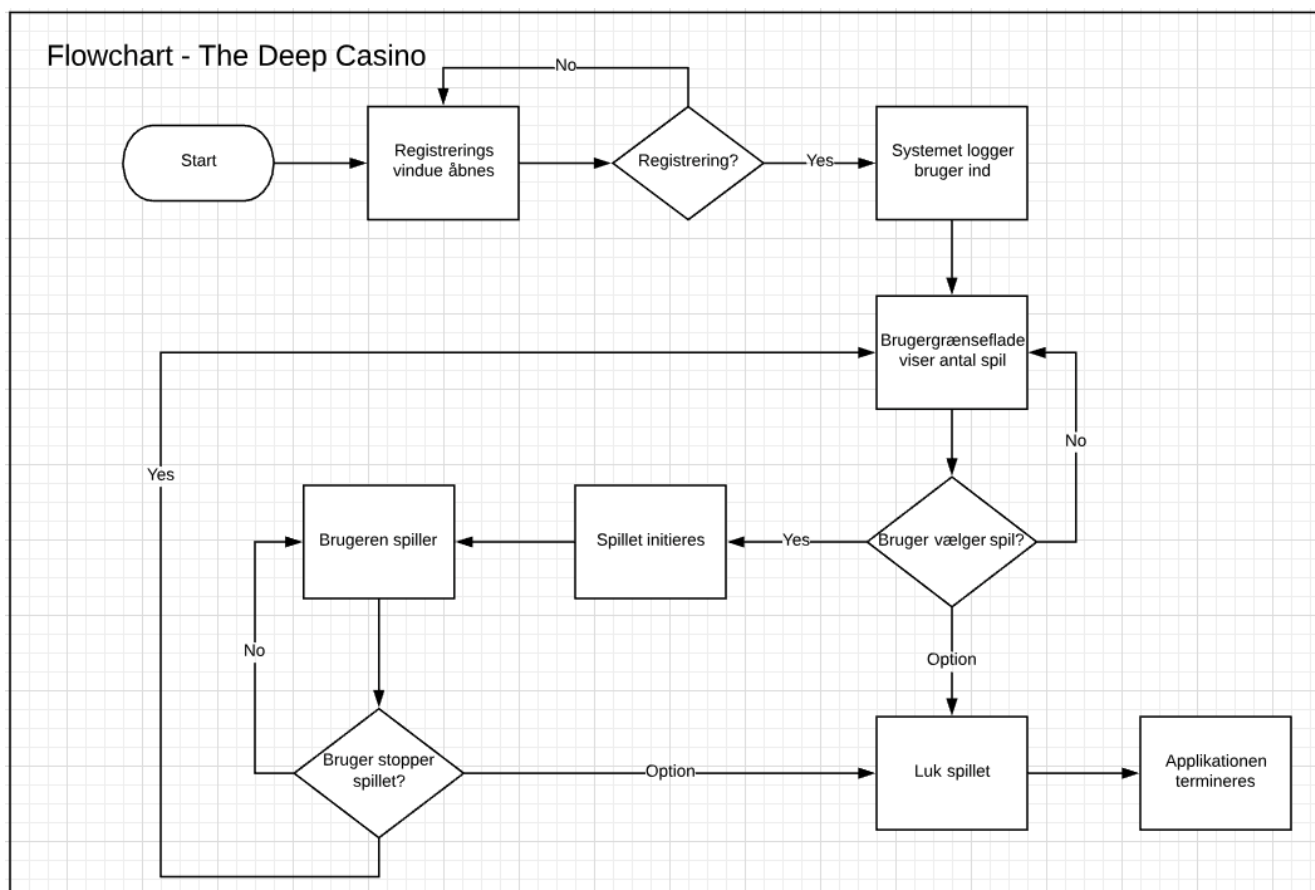 Flowchart - The Deep Casino
No
Start
Registrerings
vindue åbnes
Registrering?
Yes
Systemet logger
bruger ind
Brugergrænseflade
viser antal spil
No
Yes
Brugeren spiller
Spillet initieres
Yes
Bruger vælger spil?
No
Option
Bruger stopper
spillet?
Option
Luk spillet
Applikationen
termineres